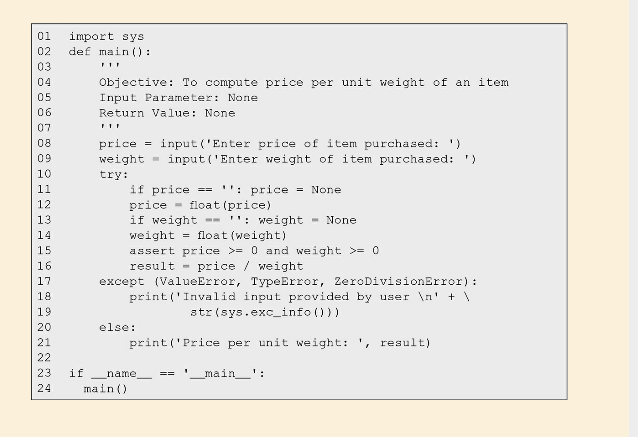 01 import sys
02 def main():
03     '''
04     Objective: To compute price per unit weight of an item
05     Input Parameter: None
06     Return Value: None
07     '''
08     price = input('Enter price of item purchased: ')
09     weight = input('Enter weight of item purchased: ')
10     try:
11         if price == '': price = None
12         price = float(price)
13         if weight == '': weight = None
14         weight = float(weight)
15         assert price >= 0 and weight >= 0
16         result = price / weight
17     except (ValueError, TypeError, ZeroDivisionError):
18         print('Invalid input provided by user \n' + \
19                 str(sys.exc_info()))
20     else:
21         print('Price per unit weight: ', result)
22
23 if __name__ == '__main__':
24   main()